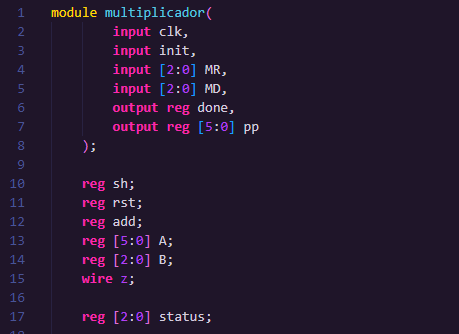 1 module multiplicador(
2 input clk,
3 input init,
4 input [2:0] MR,
5 input [2:0] MD,
6 output reg done,
7 output reg [5:0] pp
8 );
9
10 reg sh;
11 reg rst;
12 reg add;
13 reg [5:0] A;
14 reg [2:0] B;
15 wire z;
16
17 reg [2:0] status;